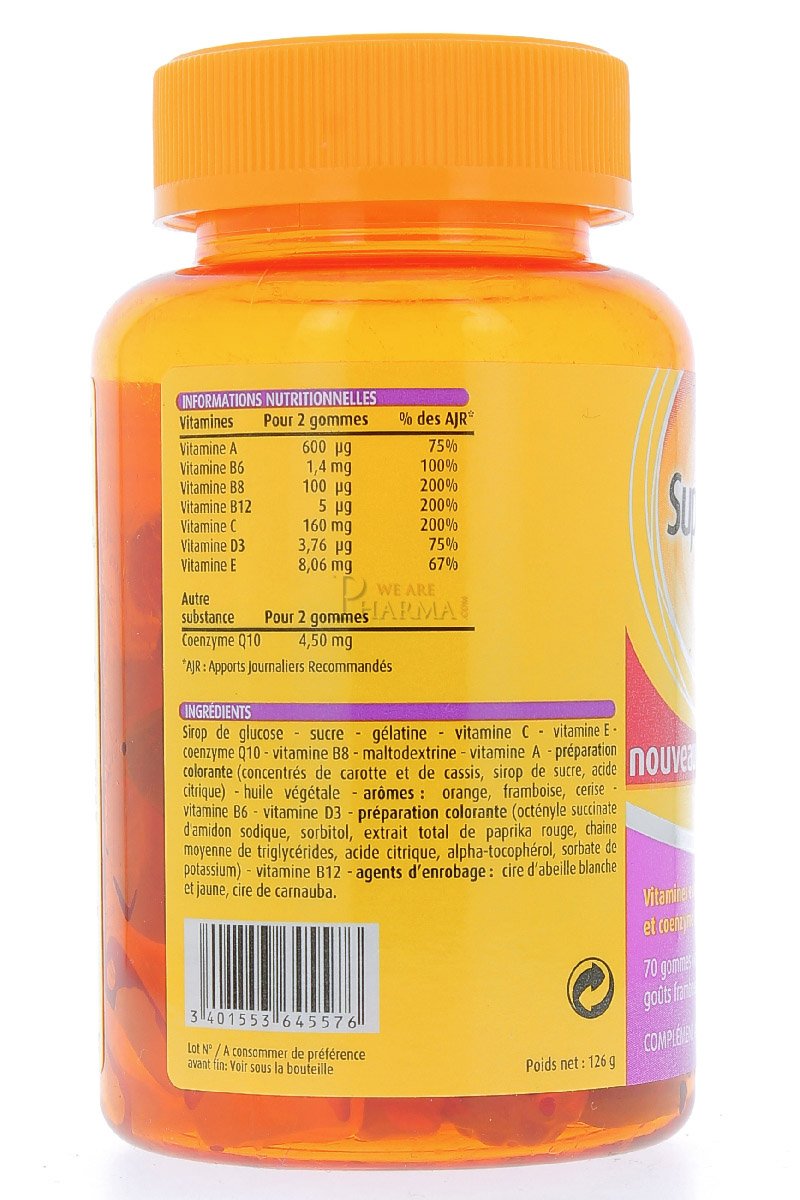 INFORMATIONS NUTRITIONNELLES
Vitamines Pour 2 gommes % des AJR*
Vitamine A 600 µg 75%
Vitamine B6 1,4 mg 100%
Vitamine B8 100 µg 200%
Vitamine B12 5 µg 200%
Vitamine C 160 mg 200%
Vitamine D3 3,76 µg 75%
Vitamine E 8,06 mg 67%
WE ARE
PHARMA.COM
Autre
substance Pour 2 gommes
Coenzyme Q10 4,50 mg
*AJR : Apports Journaliers Recommandés
INGRÉDIENTS
Sirop de glucose - sucre - gélatine - vitamine C - vitamine E -
coenzyme Q10 - vitamine B8 - maltodextrine - vitamine A - préparation
colorante (concentrés de carotte et de cassis, sirop de sucre, acide
citrique) - huile végétale - arômes : orange, framboise, cerise -
vitamine B6 - vitamine D3 - préparation colorante (octényle succinate
d'amidon sodique, sorbitol, extrait total de paprika rouge, chaine
moyenne de triglycérides, acide citrique, alpha-tocophérol, sorbate de
potassium) - vitamine B12 - agents d'enrobage : cire d'abeille blanche
et jaune, cire de carnauba.
3 401553 645576
Lot N° / A consommer de préférence
avant fin: Voir sous la bouteille
Poids net : 126 g
Sup
nouveau
Vitamines
et coenzyme
70 gommes
goûts
COMPLÉMEN